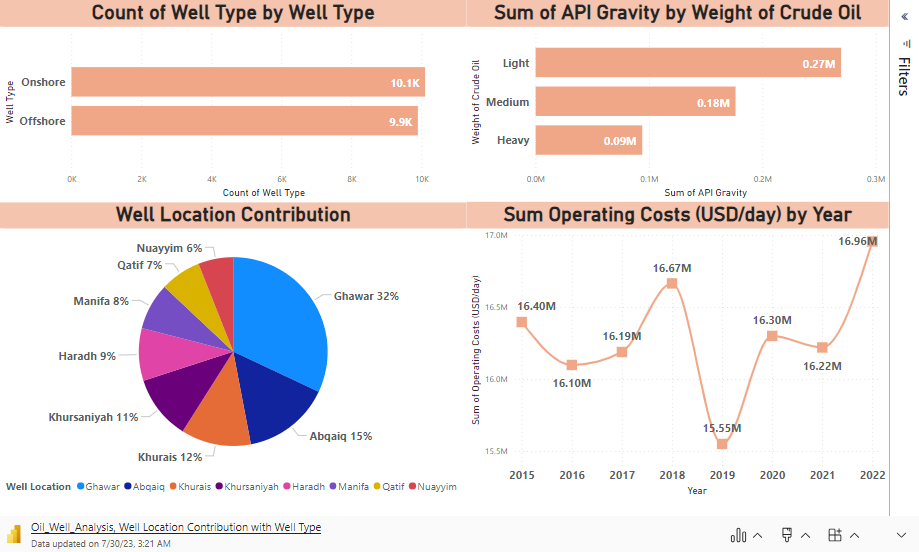 Count of Well Type by Well Type
Well Type
Onshore
10.1K
Offshore
9.9K
0K 2K 4K 6K 8K 10K
Count of Well Type
Sum of API Gravity by Weight of Crude Oil
Weight of Crude Oil
Light
0.27M
Medium
0.18M
Heavy
0.09M
0.0M 0.1M 0.2M 0.3M
Sum of API Gravity
Filters
Well Location Contribution
Nuayyim 6%
Qatif 7%
Manifa 8%
Haradh 9%
Khursaniyah 11%
Khurais 12%
Abqaiq 15%
Ghawar 32%
Well Location Ghawar Abqaiq Khurais Khursaniyah Haradh Manifa Qatif Nuayyim
Sum Operating Costs (USD/day) by Year
Sum of Operating Costs (USD/day)
17.0M
16.5M
16.0M
15.5M
16.40M
16.10M
16.19M
16.67M
15.55M
16.30M
16.22M
16.96M
2015 2016 2017 2018 2019 2020 2021 2022
Year
Oil_Well_Analysis, Well Location Contribution with Well Type
Data updated on 7/30/23, 3:21 AM